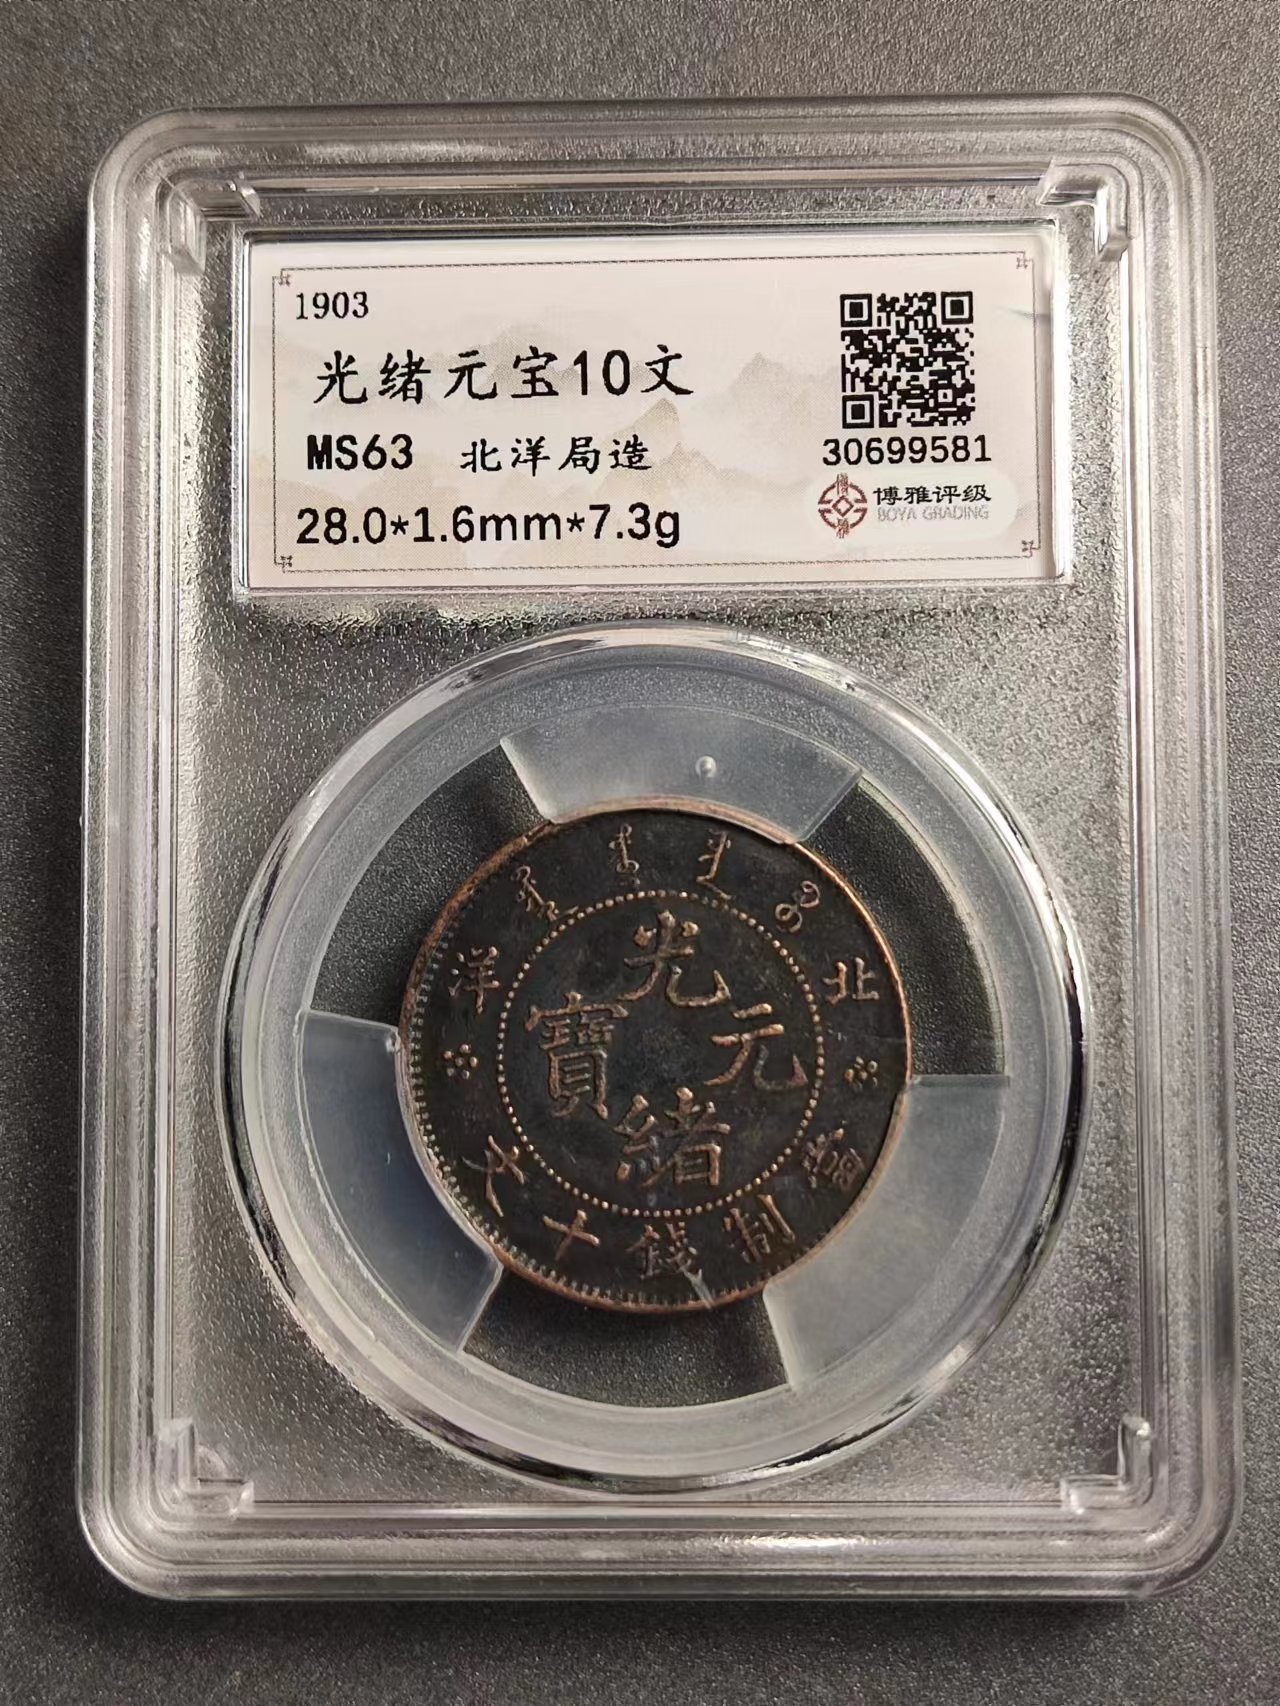 1903
光绪元宝10文
MS63 北洋局造
28.0*1.6mm*7.3g
30699581
博雅评级
BOYA GRADING
北洋
光緒元寶
當制錢十文